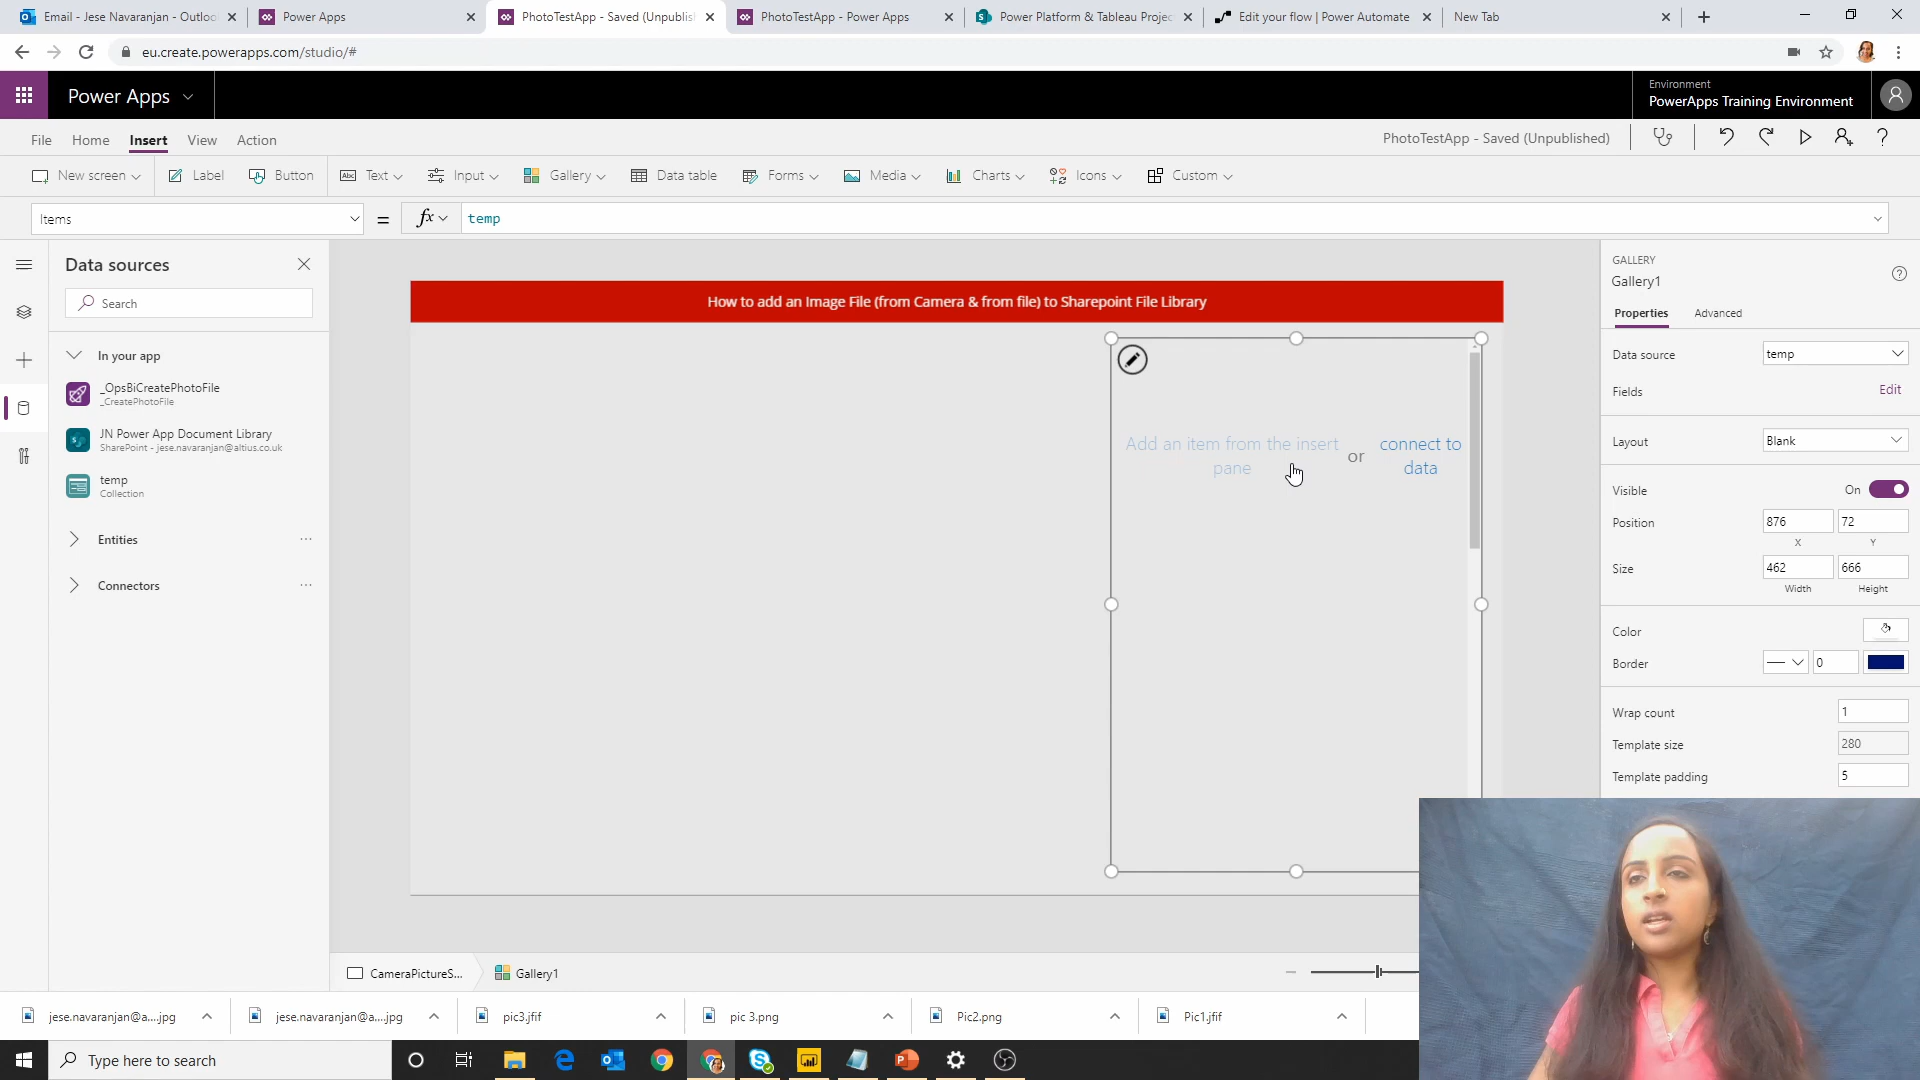 Email - Jese Navaranjan - Outloo
Power Apps
PhotoTestApp - Saved (Unpublis
PhotoTestApp - Power Apps
Power Platform & Tableau Projec
Edit your flow | Power Automate
New Tab
eu.create.powerapps.com/studio/#
Power Apps
Environment
PowerApps Training Environment
File Home Insert View Action
PhotoTestApp - Saved (Unpublished)
New screen
Label
Button
Abc Text
Input
Gallery
Data table
Forms
Media
Charts
Icons
Custom
Items
=
fx
temp
Data sources
Search
In your app
_OpsBiCreatePhotoFile
_CreatePhotoFile
JN Power App Document Library
SharePoint - jese.navaranjan@altius.co.uk
temp
Collection
Entities
Connectors
How to add an Image File (from Camera & from file) to Sharepoint File Library
Add an item from the insert
pane
or
connect to
data
GALLERY
Gallery1
Properties Advanced
Data source temp
Fields Edit
Layout Blank
Visible On
Position 876 72
X Y
Size 462 666
Width Height
Color
Border 0
Wrap count 1
Template size 280
Template padding 5
CameraPictureS...
Gallery1
jese.navaranjan@a....jpg
jese.navaranjan@a....jpg
pic3.jfif
pic 3.png
Pic2.png
Pic1.jfif
Type here to search